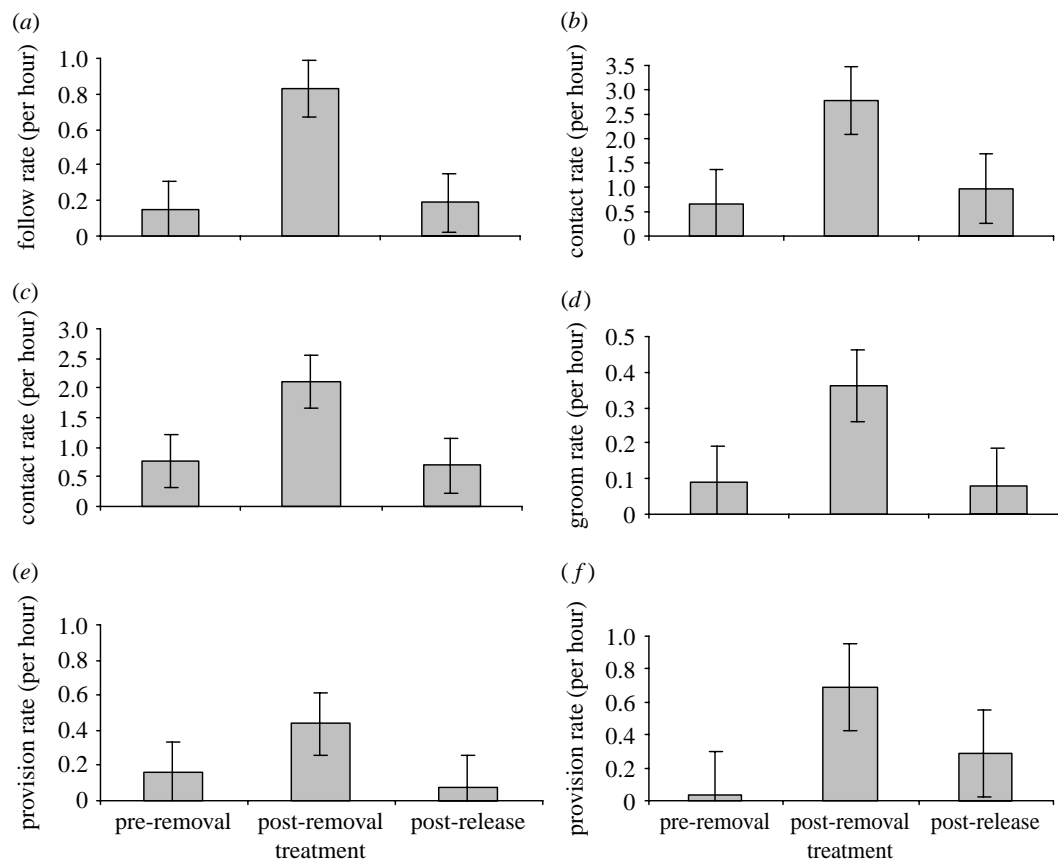 (a)
follow rate (per hour)
1.0
0.8
0.6
0.4
0.2
0
(b)
contact rate (per hour)
3.5
3.0
2.5
2.0
1.5
1.0
0.5
0
(c)
contact rate (per hour)
3.0
2.5
2.0
1.5
1.0
0.5
0
(d)
groom rate (per hour)
0.5
0.4
0.3
0.2
0.1
0
(e)
provision rate (per hour)
1.0
0.8
0.6
0.4
0.2
0
pre-removal post-removal post-release
treatment
(f)
provision rate (per hour)
1.0
0.8
0.6
0.4
0.2
0
pre-removal post-removal post-release
treatment